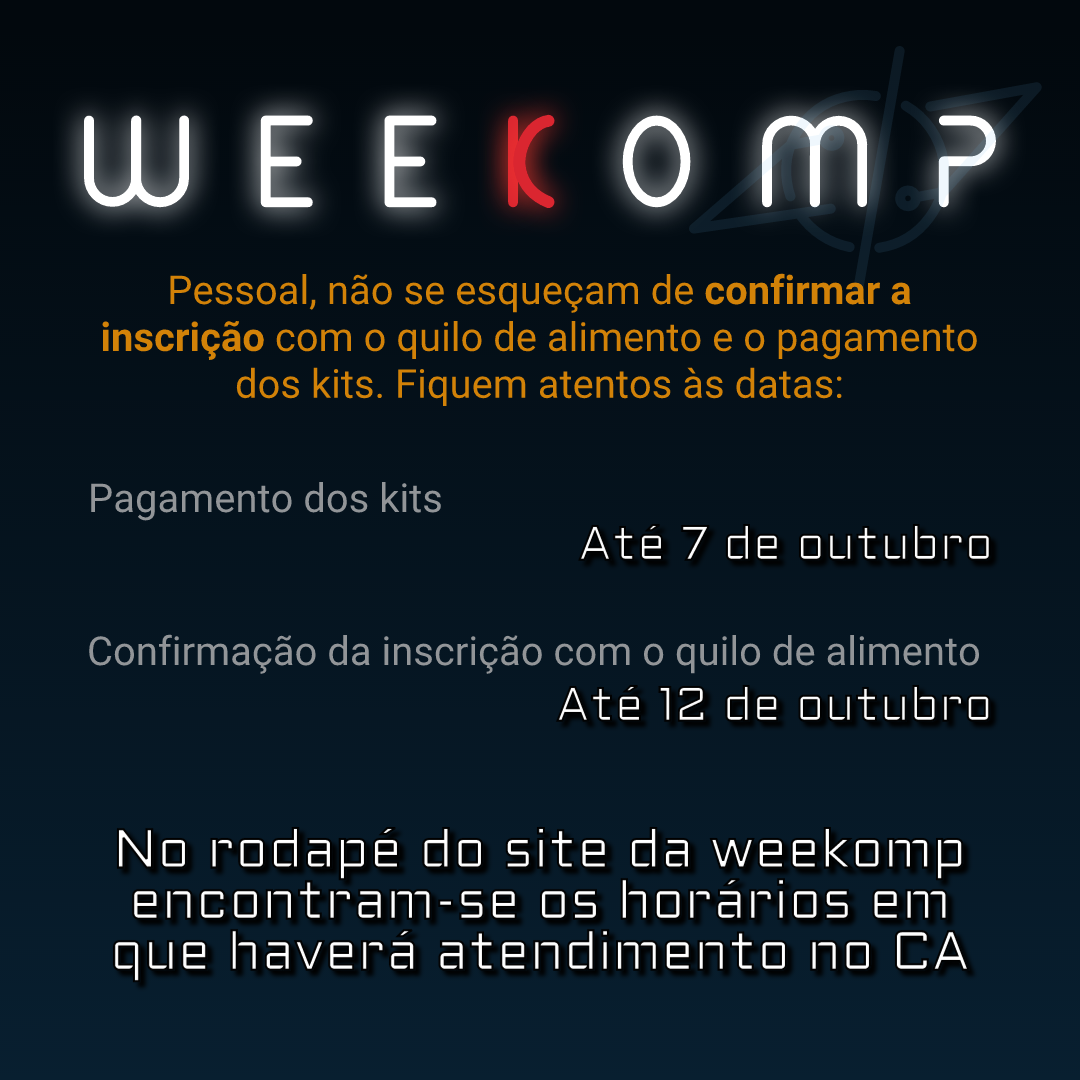 WEEKOMP
Pessoal, não se esqueçam de confirmar a
inscrição com o quilo de alimento e o pagamento
dos kits. Fiquem atentos às datas:
Pagamento dos kits
Até 7 de outubro
Confirmação da inscrição com o quilo de alimento
Até 12 de outubro
No rodapé do site da weekomp
encontram-se os horários em
que haverá atendimento no CA